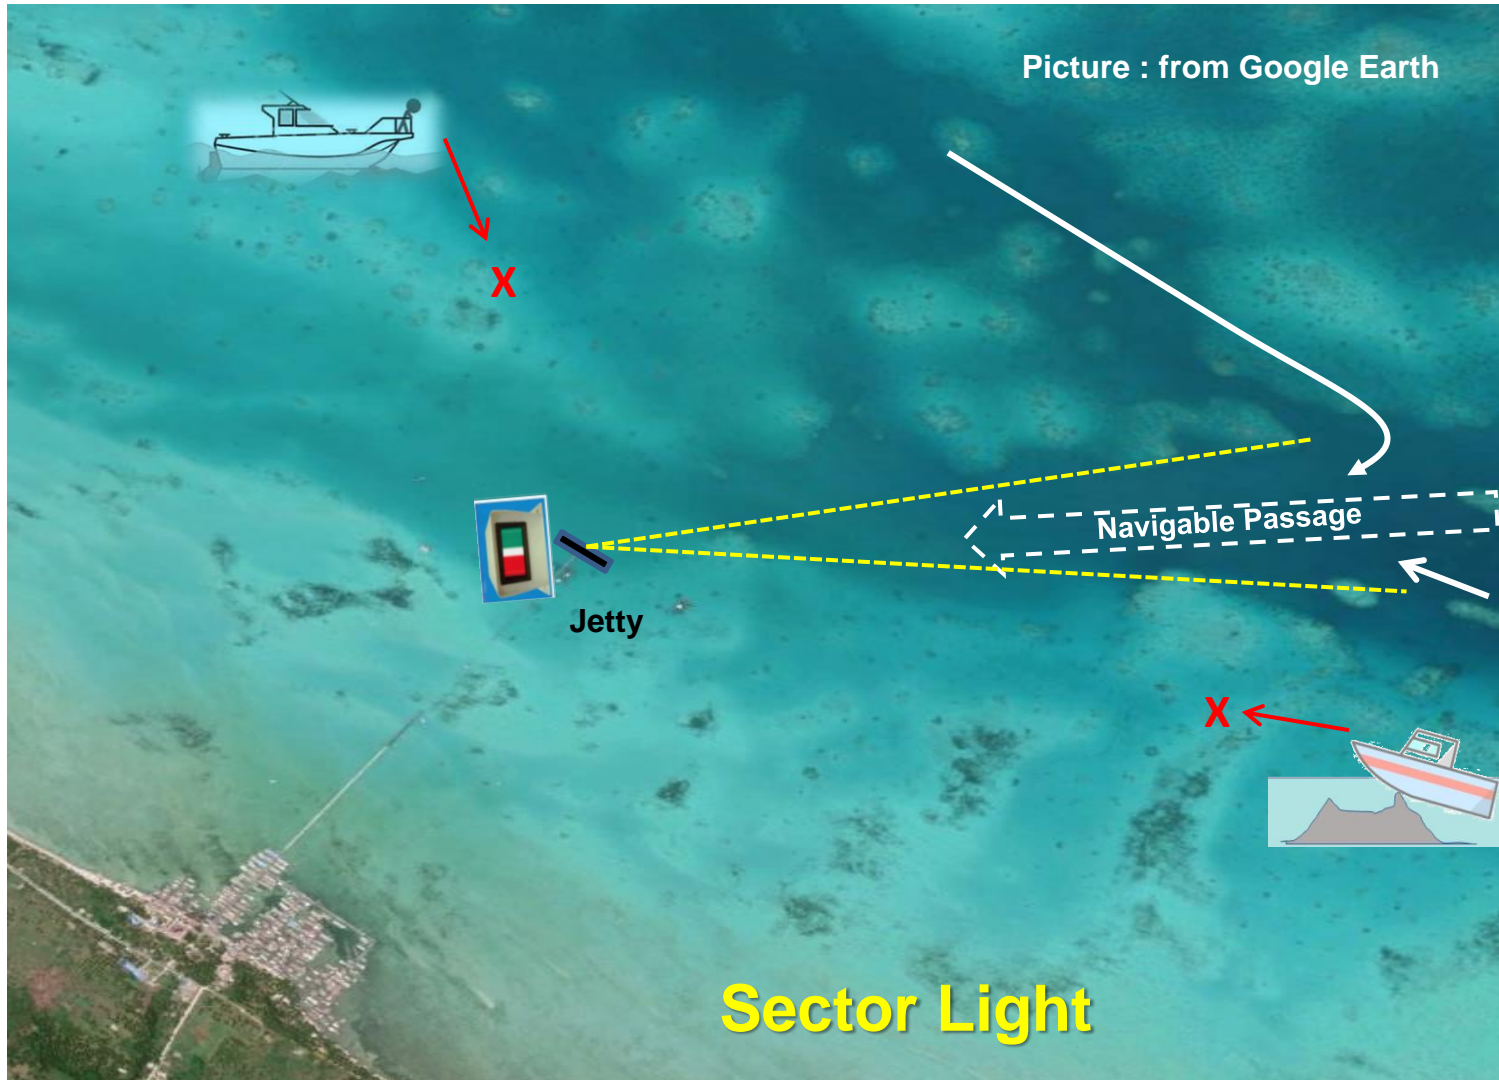 Picture : from Google Earth
X
Navigable Passage
Jetty
X
Sector Light